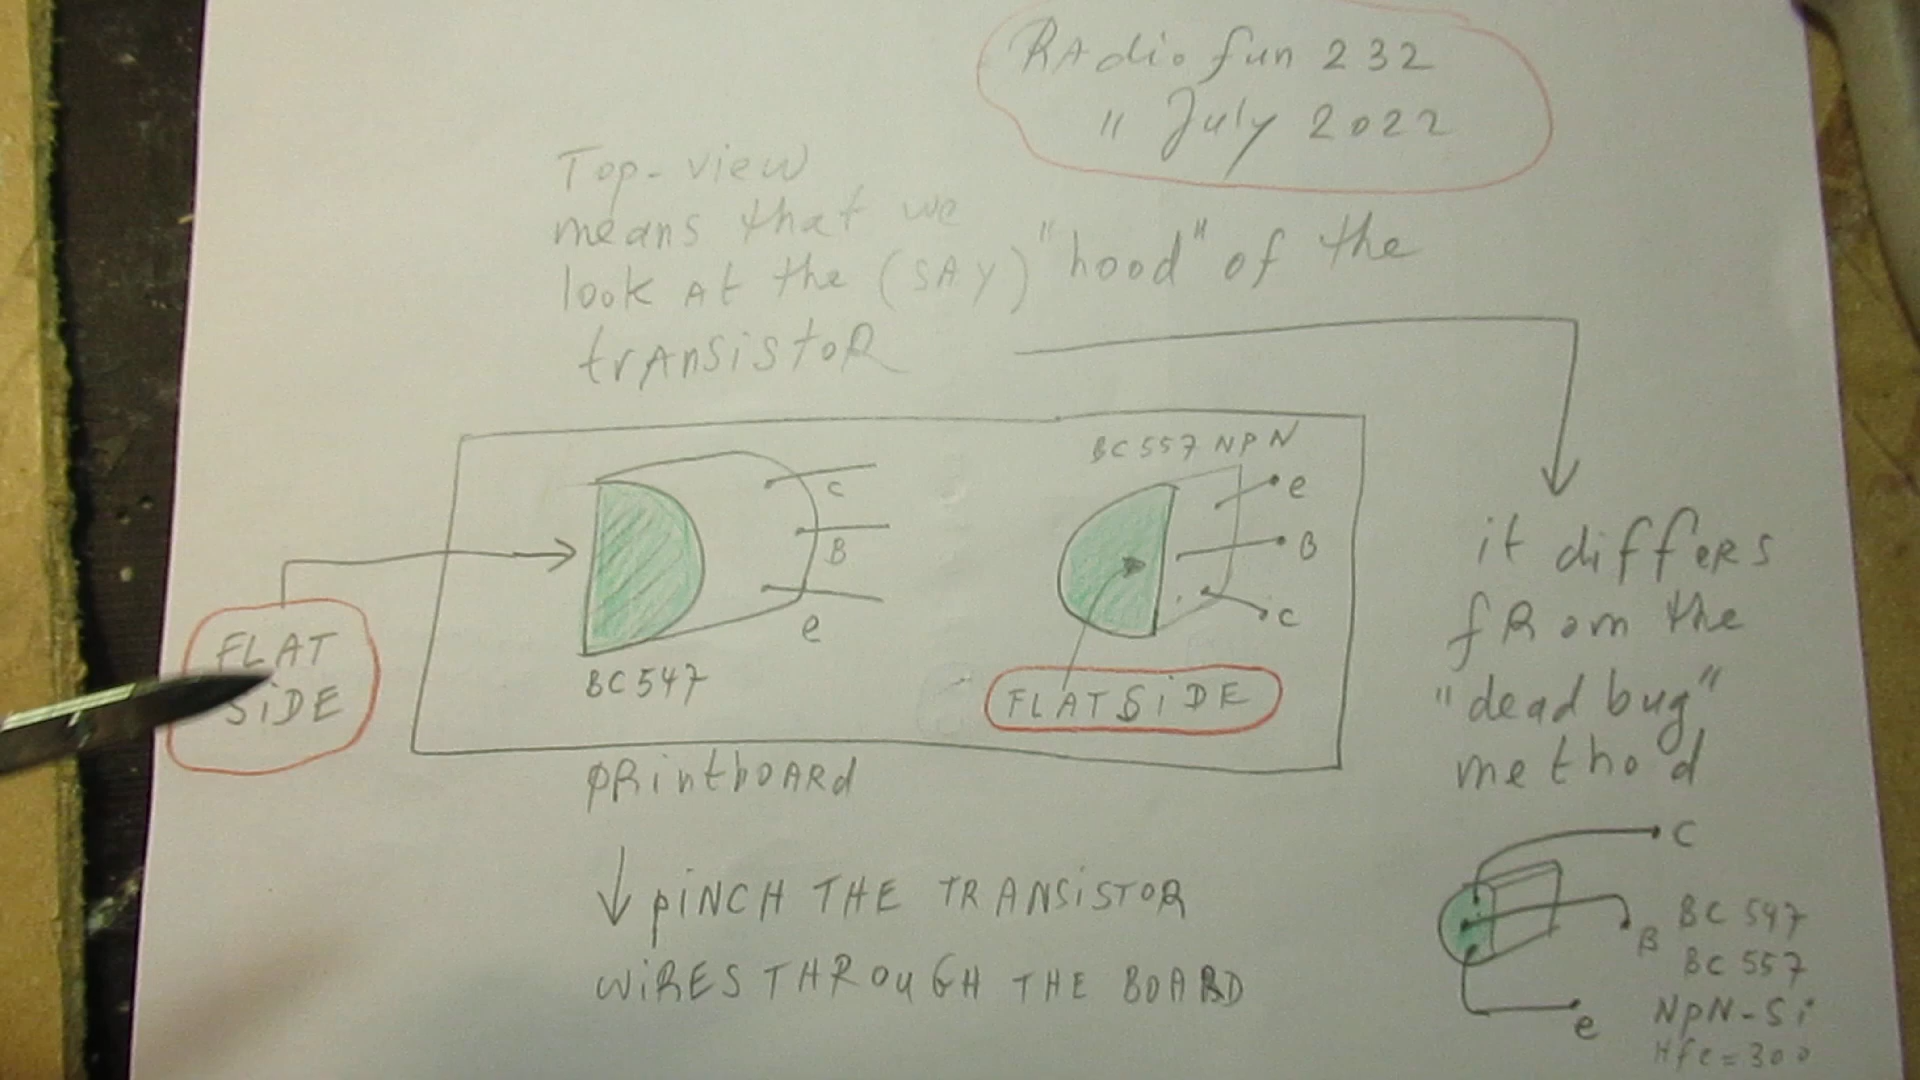 RAdio fun 232
" July 2022
Top-view
means that we
look At the (SAY) "hood" of the
trAnsistoR
BC 557 NPN
c
B
e
BC 547
e
B
c
FLAT
SiDE
FLAT SiDE
pRintboARd
it diffeRs
fRom the
"dead bug"
method
↓ piNCH THE TRANSiSTOR
WiRES THROuGH THE BOARD
C
B
e
BC 547
BC 557
NpN-Si
Hfe = 300